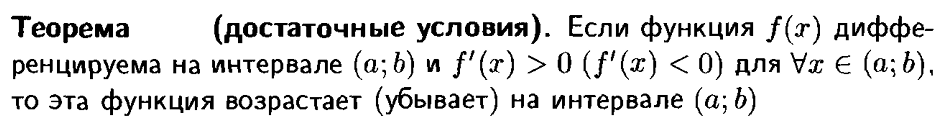 Теорема (достаточные условия). Если функция f(x) диффе-
ренцируема на интервале (a; b) и f′(x) > 0 (f′(x) < 0) для ∀x ∈ (a; b),
то эта функция возрастает (убывает) на интервале (a; b)